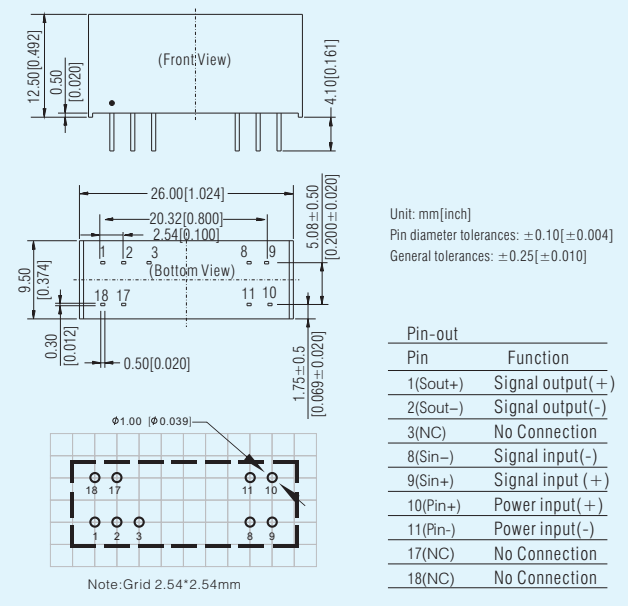 12.50[0.492]
0.50
[0.020]
(Front View)
4.10[0.161]
26.00[1.024]
20.32[0.800]
2.54[0.100]
5.08±0.50
[0.200±0.020]
1 2 3 8 9
(Bottom View)
18 17 11 10
9.50
[0.374]
0.30
[0.012]
0.50[0.020]
1.75±0.5
[0.069±0.020]
Unit: mm[inch]
Pin diameter tolerances: ±0.10[±0.004]
General tolerances: ±0.25[±0.010]
Φ1.00 [Φ0.039]
18 17 11 10
1 2 3 8 9
Note:Grid 2.54*2.54mm
Pin-out
Pin Function
1(Sout+) Signal output(+)
2(Sout−) Signal output(-)
3(NC) No Connection
8(Sin−) Signal input(-)
9(Sin+) Signal input (+)
10(Pin+) Power input(+)
11(Pin-) Power input(-)
17(NC) No Connection
18(NC) No Connection